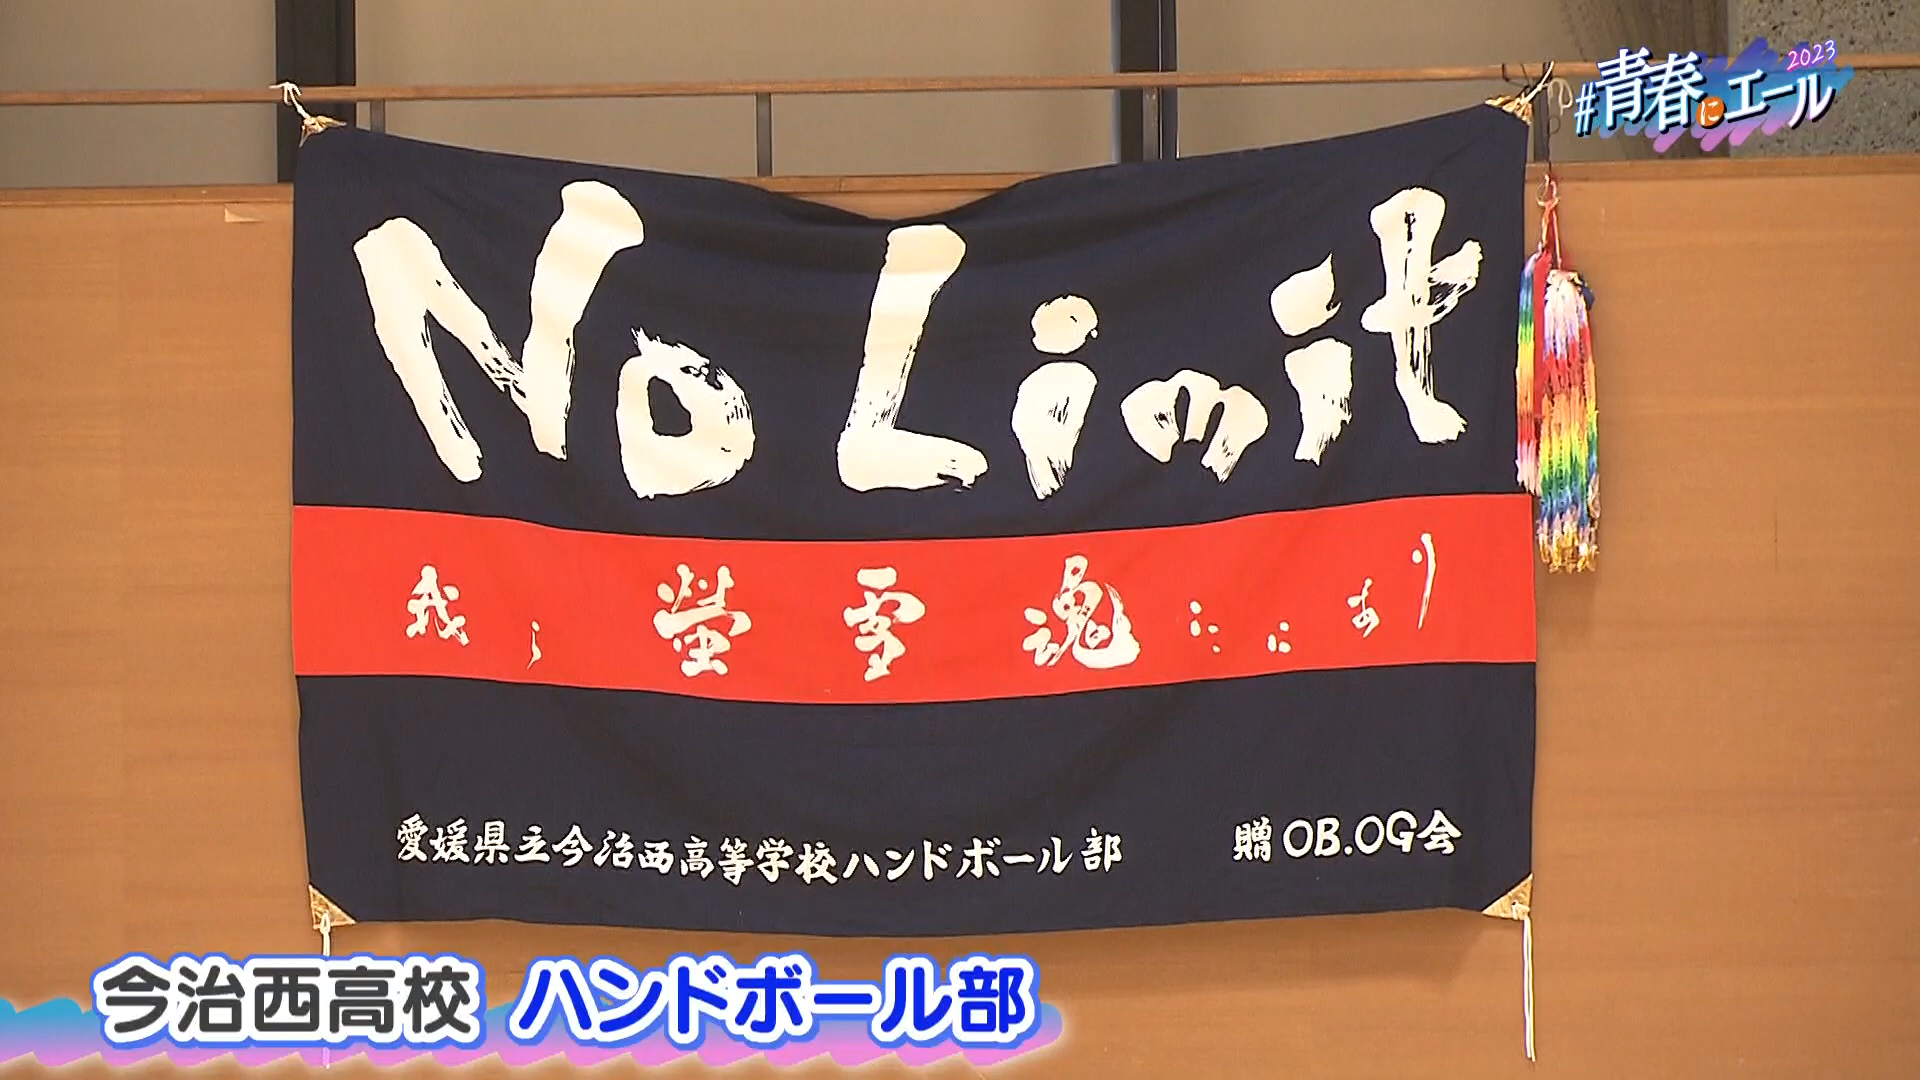 #青春にエール 2023
No Limit
我ら螢雪魂ここにあり
愛媛県立今治西高等学校ハンドボール部
贈 OB.OG会
今治西高校 ハンドボール部